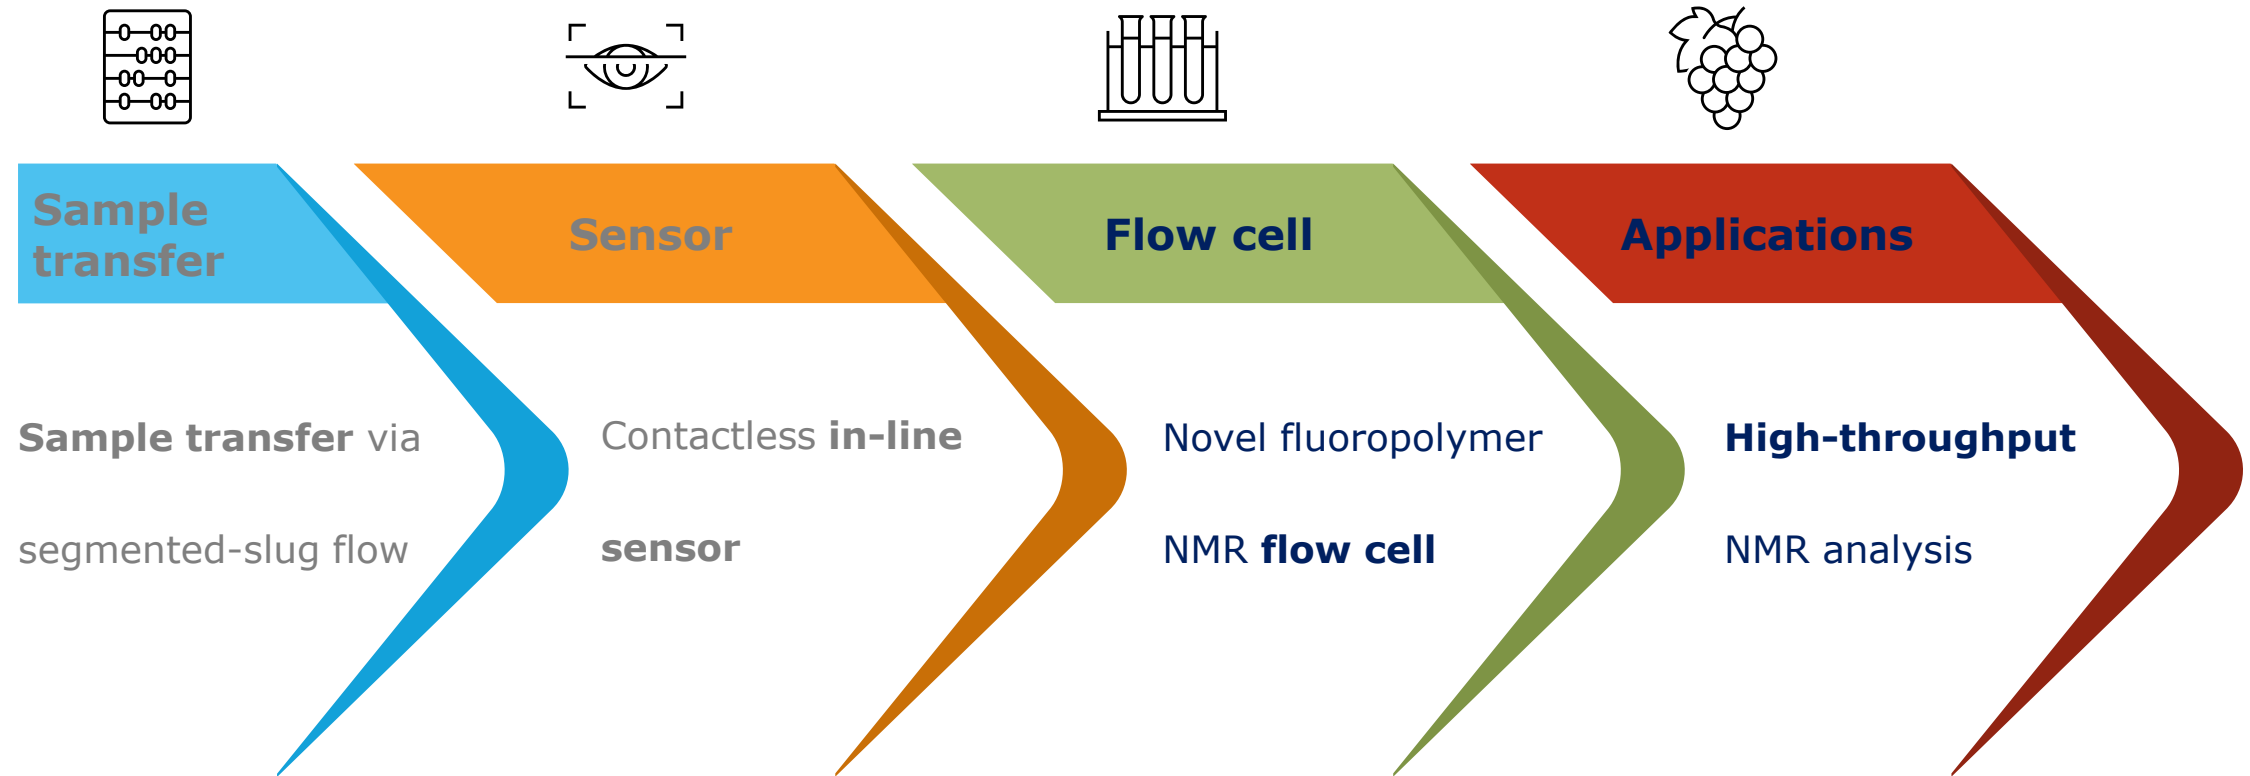 Sample
transfer
Sensor
Flow cell
Applications
Sample transfer via
segmented-slug flow
Contactless in-line
sensor
Novel fluoropolymer
NMR flow cell
High-throughput
NMR analysis